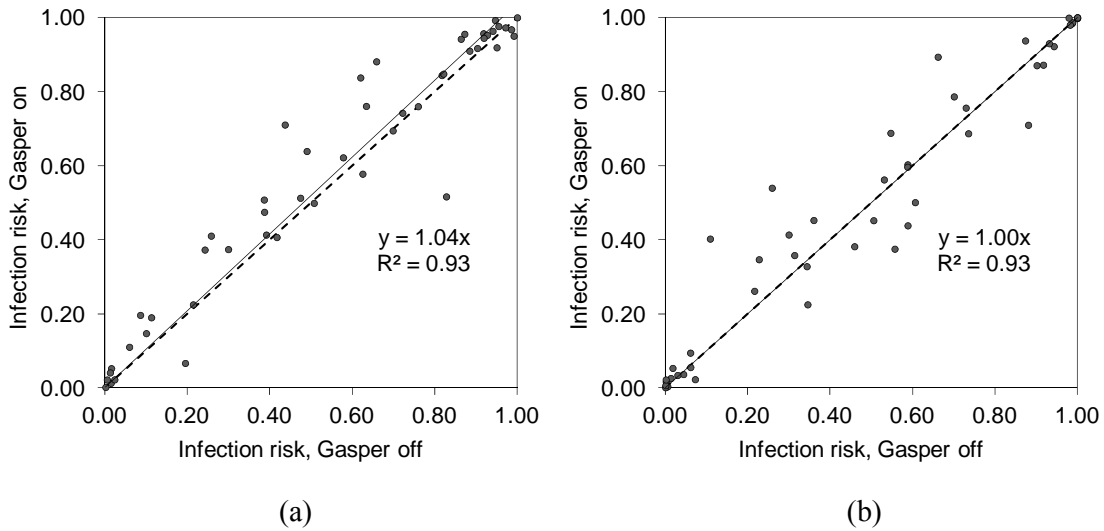 Infection risk, Gasper on
1.00
0.80
0.60
0.40
0.20
0.00
y = 1.04x
R² = 0.93
0.00 0.20 0.40 0.60 0.80 1.00
Infection risk, Gasper off
(a)
Infection risk, Gasper on
1.00
0.80
0.60
0.40
0.20
0.00
y = 1.00x
R² = 0.93
0.00 0.20 0.40 0.60 0.80 1.00
Infection risk, Gasper off
(b)